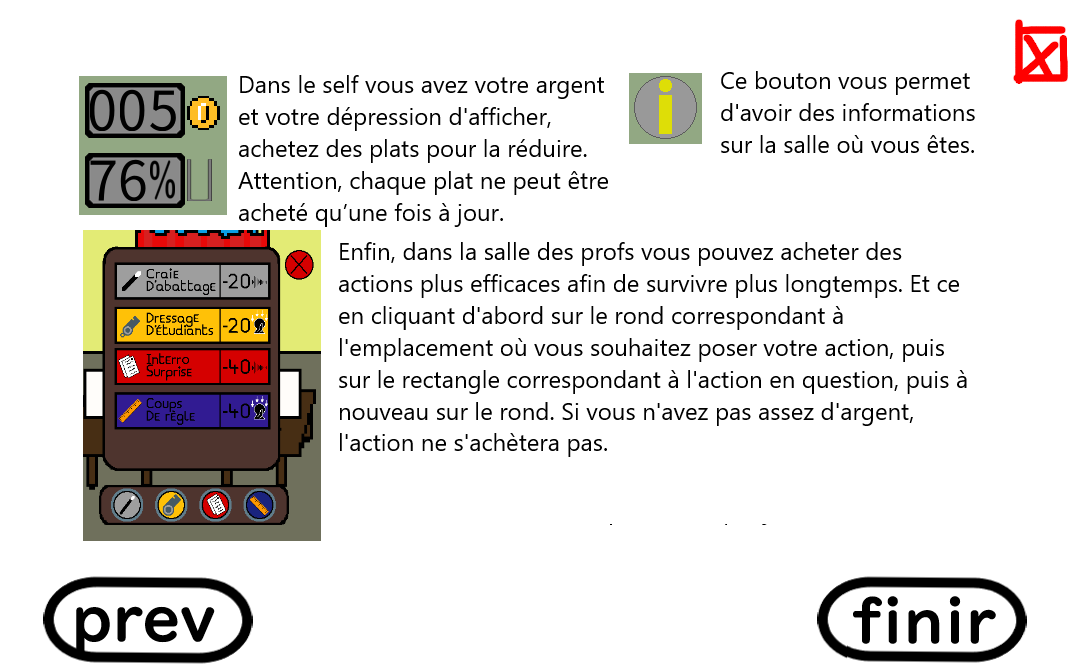 005
76%
Dans le self vous avez votre argent
et votre dépression d'afficher,
achetez des plats pour la réduire.
Attention, chaque plat ne peut être
acheté qu’une fois à jour.
Ce bouton vous permet
d'avoir des informations
sur la salle où vous êtes.
Craie
D'abattage
-20
Dressage
D'étudiants
-20
Interro
Surprise
-40
Coups
De règle
-40
Enfin, dans la salle des profs vous pouvez acheter des
actions plus efficaces afin de survivre plus longtemps. Et ce
en cliquant d'abord sur le rond correspondant à
l'emplacement où vous souhaitez poser votre action, puis
sur le rectangle correspondant à l'action en question, puis à
nouveau sur le rond. Si vous n'avez pas assez d'argent,
l'action ne s'achètera pas.
prev
finir